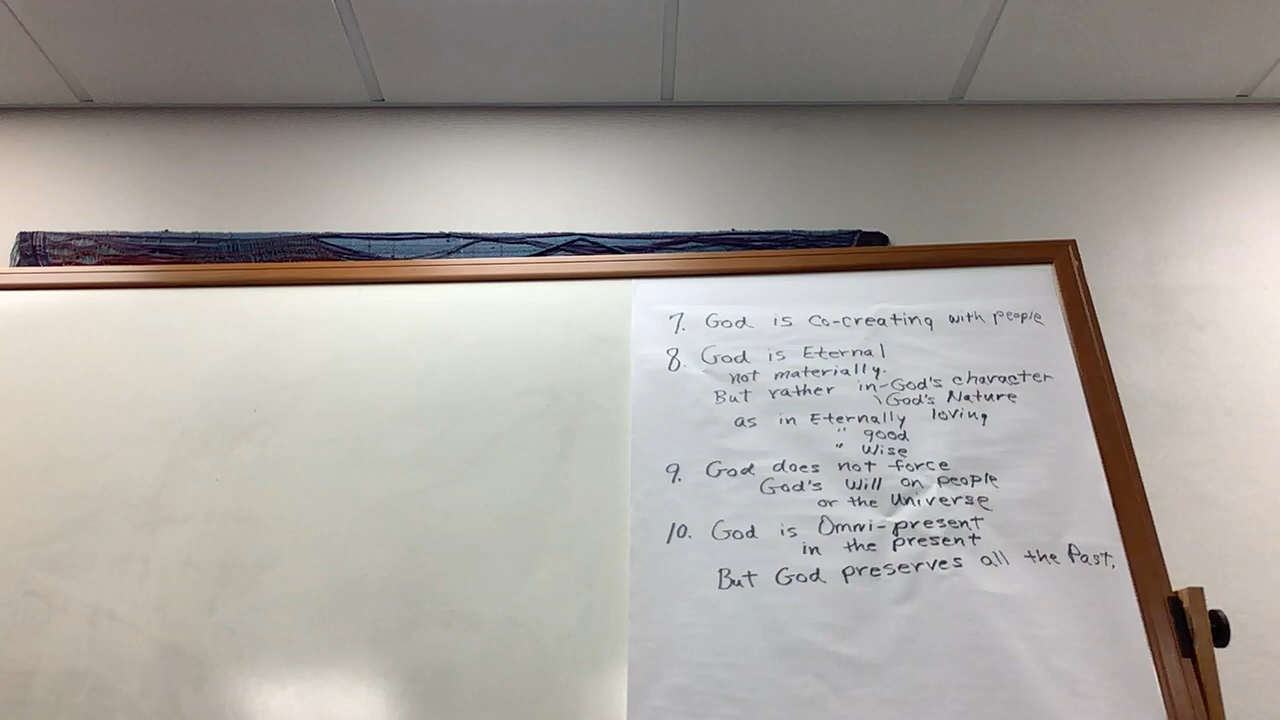 7. God is Co-creating with people
8. God is Eternal
not materially.
But rather in-God's character
\God's Nature
as in Eternally loving
" good
" Wise
9. God does not force
God's Will on people
or the Universe
10. God is Omni-present
in the present
But God preserves all the Past.